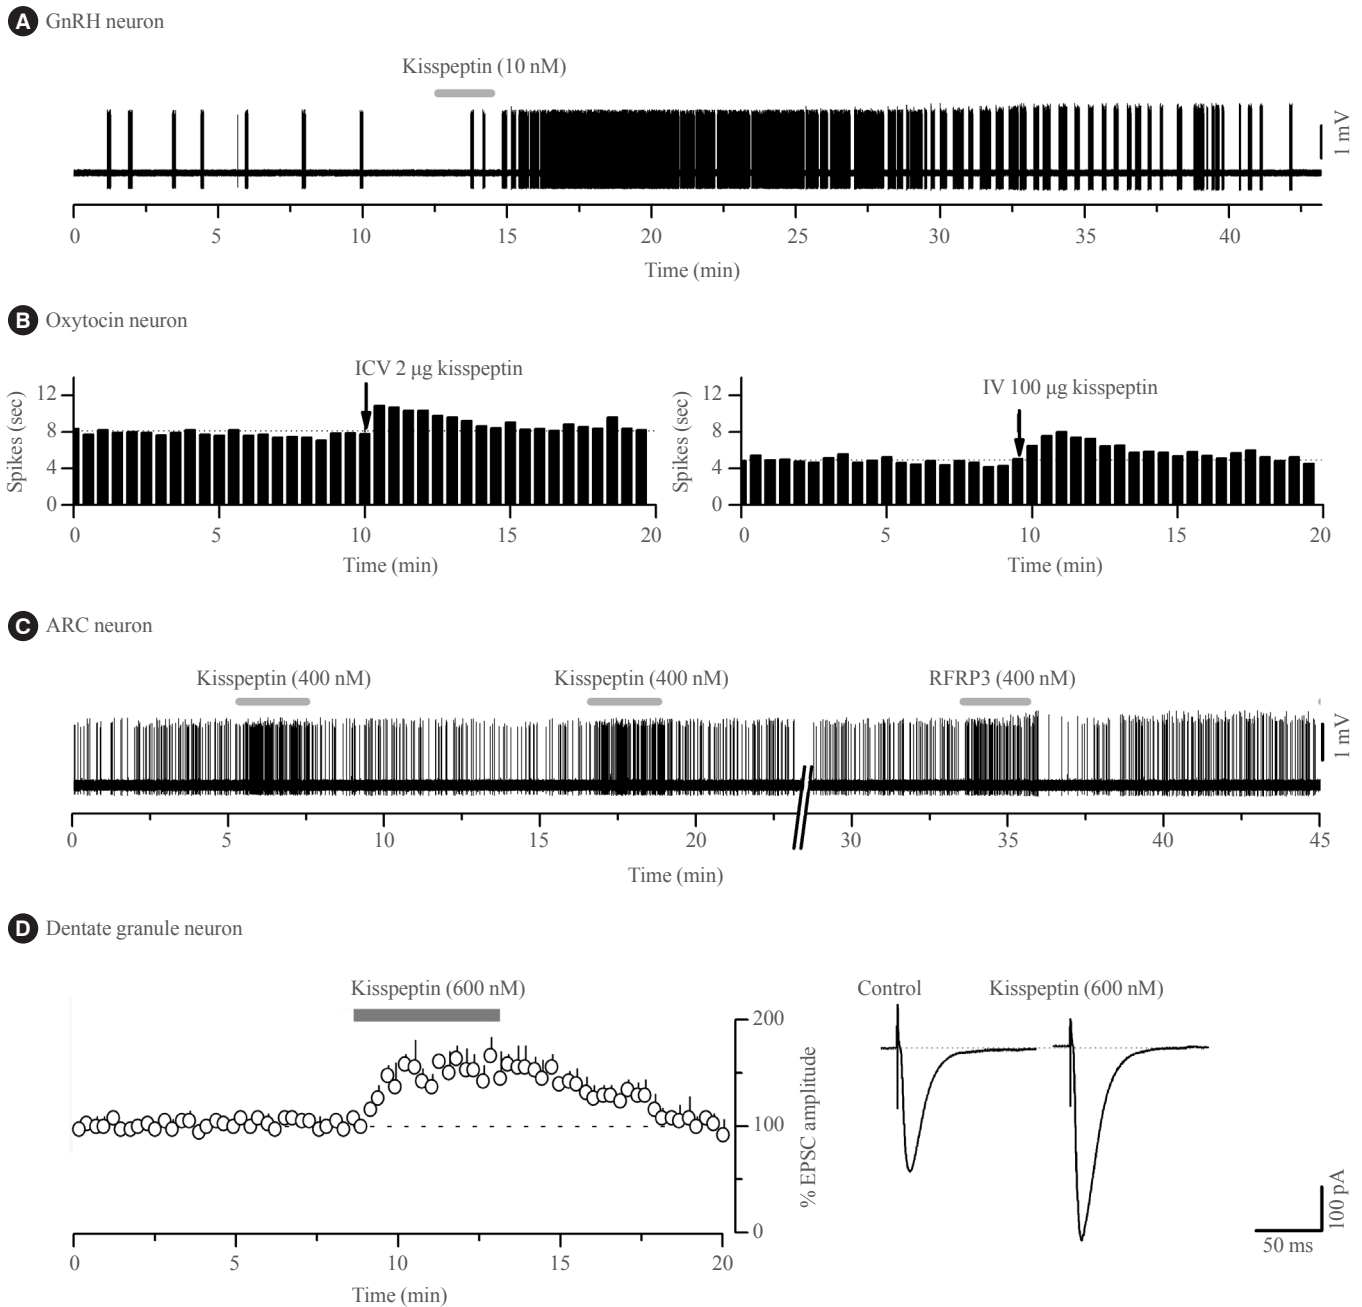 A GnRH neuron
Kisspeptin (10 nM)
1 mV
0 5 10 15 20 25 30 35 40
Time (min)
B Oxytocin neuron
ICV 2 μg kisspeptin
Spikes (sec)
12
8
4
0
0 5 10 15 20
Time (min)
IV 100 μg kisspeptin
Spikes (sec)
12
8
4
0
0 5 10 15 20
Time (min)
C ARC neuron
Kisspeptin (400 nM) Kisspeptin (400 nM) RFRP3 (400 nM)
1 mV
0 5 10 15 20 30 35 40 45
Time (min)
D Dentate granule neuron
Kisspeptin (600 nM)
200
100
0
% EPSC amplitude
0 5 10 15 20
Time (min)
Control Kisspeptin (600 nM)
100 pA
50 ms